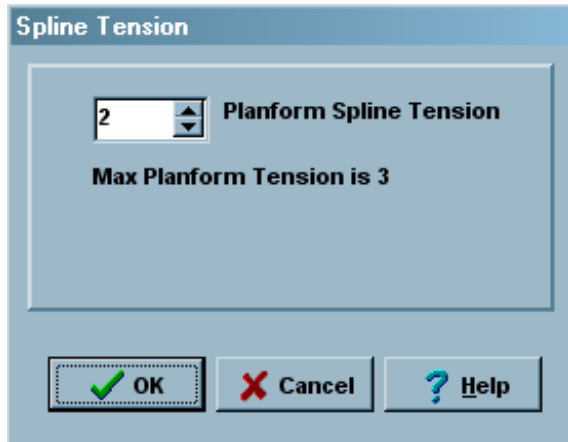 Spline Tension
2 Planform Spline Tension
Max Planform Tension is 3
OK Cancel Help